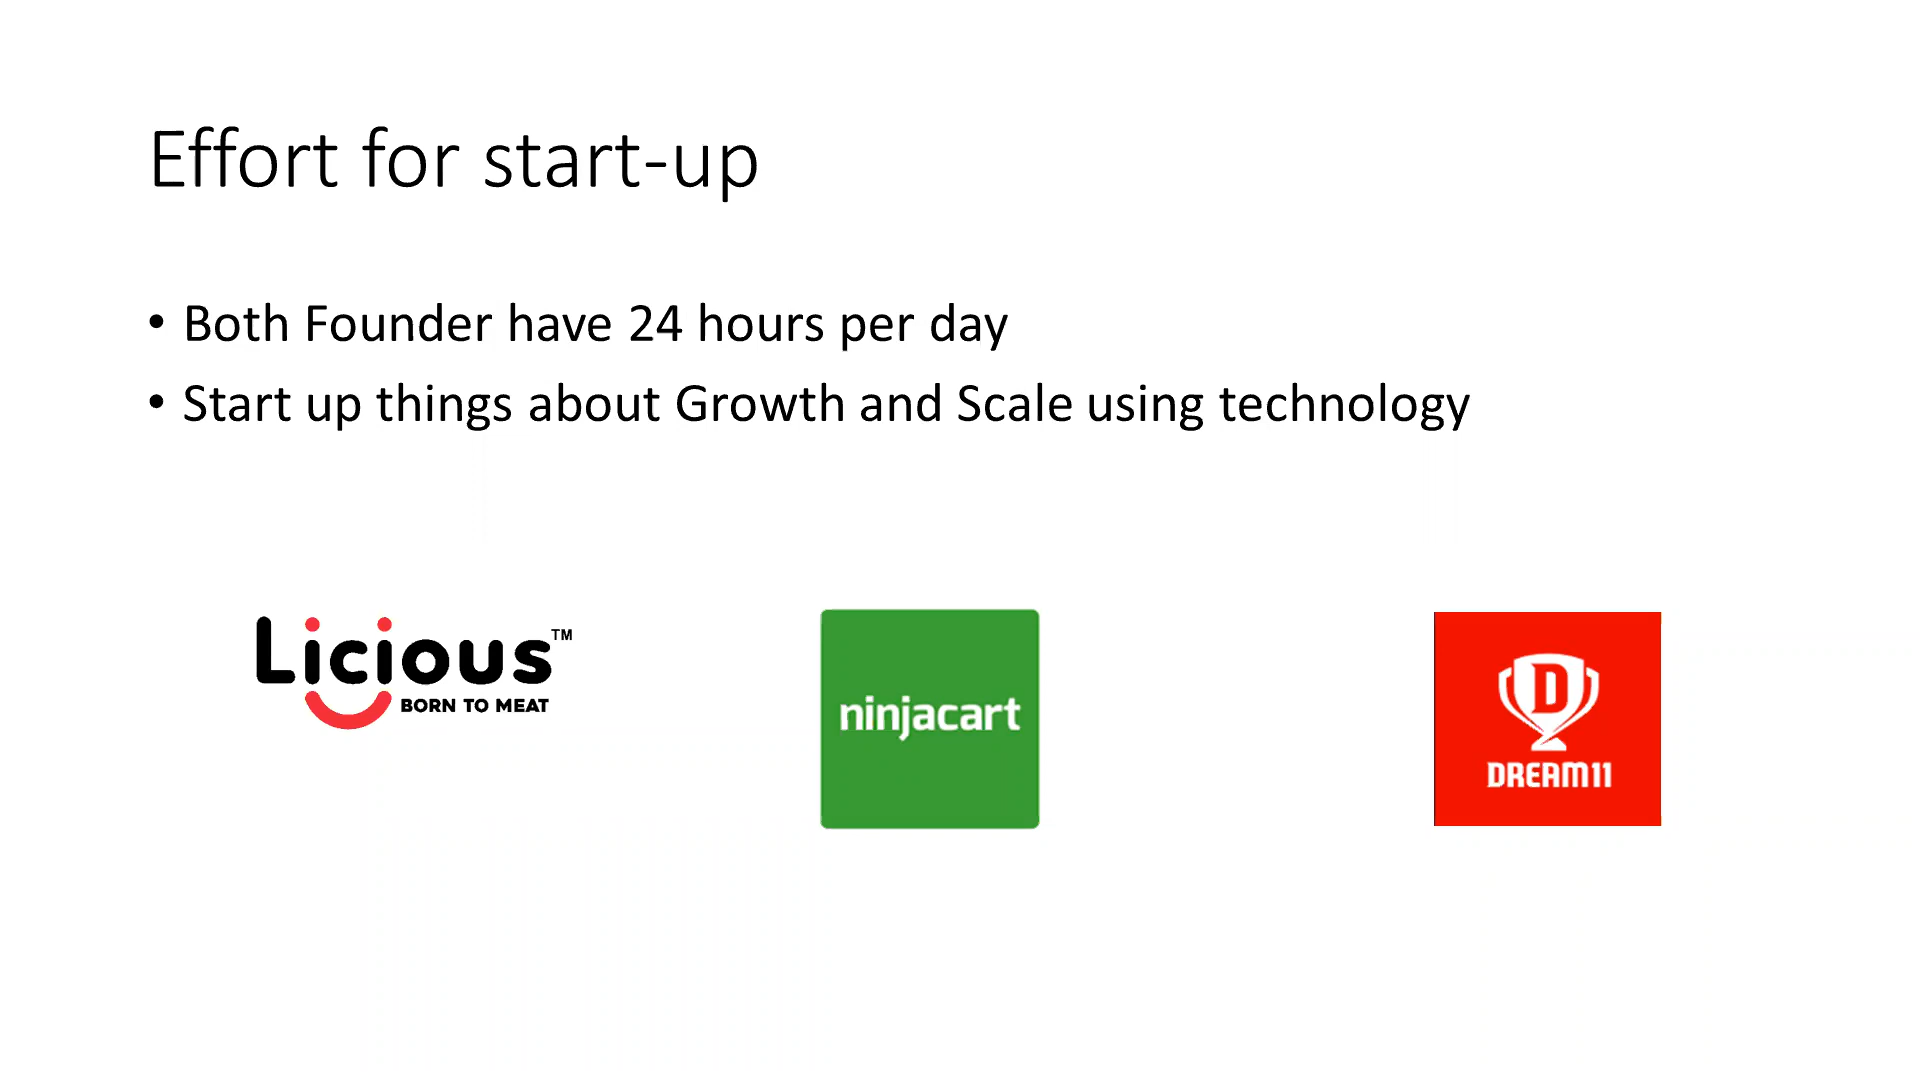 Effort for start-up
• Both Founder have 24 hours per day
• Start up things about Growth and Scale using technology
Licious™
BORN TO MEAT
ninjacart
D
DREAM11